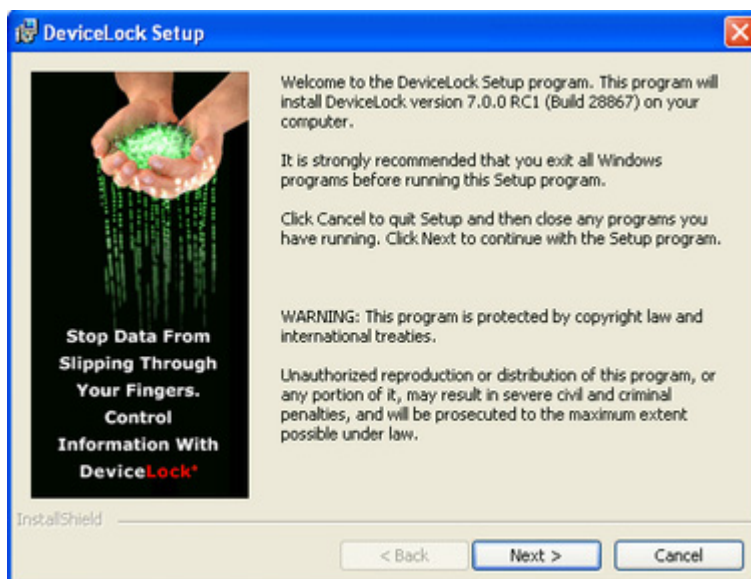 DeviceLock Setup
Welcome to the DeviceLock Setup program. This program will
install DeviceLock version 7.0.0 RC1 (Build 28867) on your
computer.
It is strongly recommended that you exit all Windows
programs before running this Setup program.
Click Cancel to quit Setup and then close any programs you
have running. Click Next to continue with the Setup program.
WARNING: This program is protected by copyright law and
international treaties.
Unauthorized reproduction or distribution of this program, or
any portion of it, may result in severe civil and criminal
penalties, and will be prosecuted to the maximum extent
possible under law.
Stop Data From
Slipping Through
Your Fingers.
Control
Information With
DeviceLock*
InstallShield
< Back
Next >
Cancel